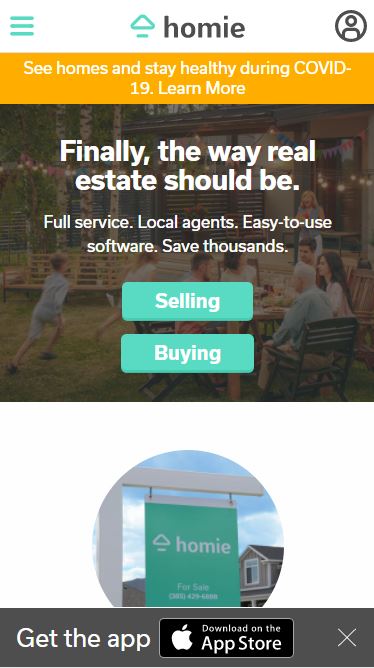 homie
See homes and stay healthy during COVID-
19. Learn More
Finally, the way real
estate should be.
Full service. Local agents. Easy-to-use
software. Save thousands.
Selling
Buying
homie
For Sale
(385) 429-6888
Get the app
Download on the
App Store